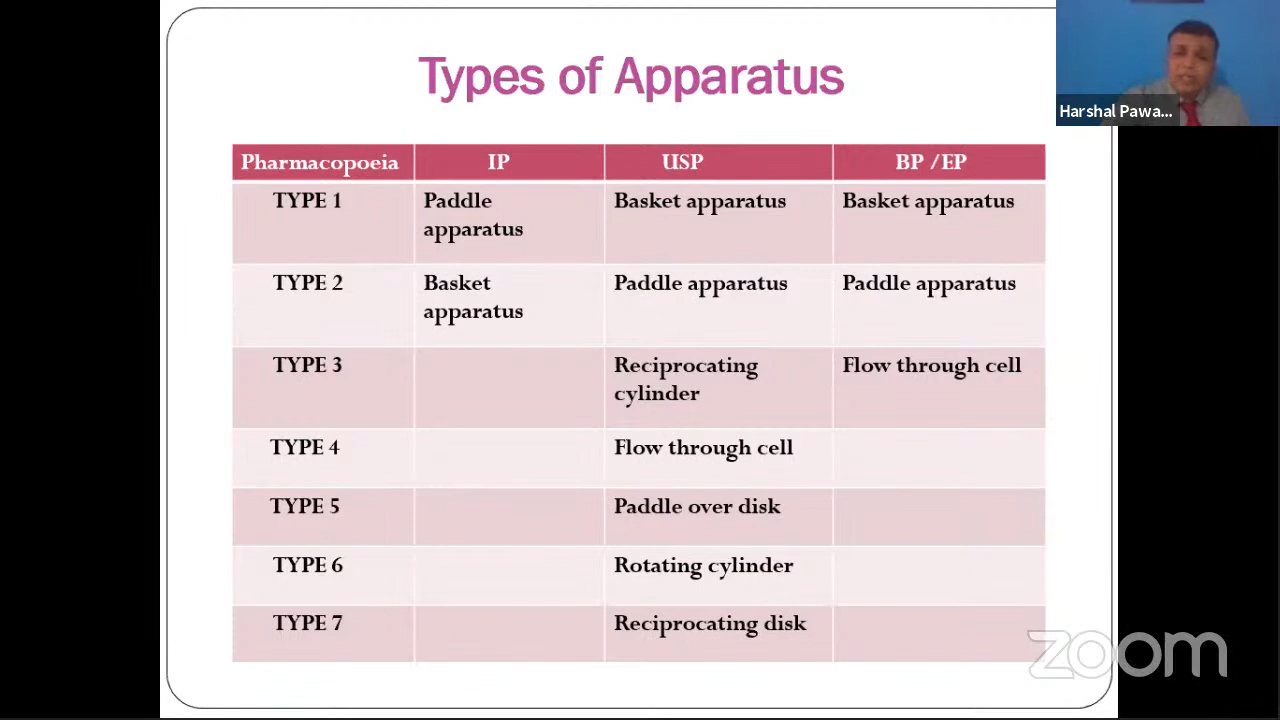 Types of Apparatus
Harshal Pawa...
Pharmacopoeia IP USP BP /EP
TYPE 1 Paddle apparatus Basket apparatus Basket apparatus
TYPE 2 Basket apparatus Paddle apparatus Paddle apparatus
TYPE 3 Reciprocating cylinder Flow through cell
TYPE 4 Flow through cell
TYPE 5 Paddle over disk
TYPE 6 Rotating cylinder
TYPE 7 Reciprocating disk
zoom